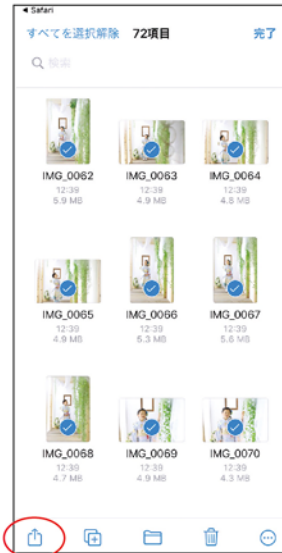 ◀ Safari
すべてを選択解除 72項目 完了
検索
IMG_0062 IMG_0063 IMG_0064
12:39 12:39 12:39
5.9 MB 4.9 MB 4.8 MB
IMG_0065 IMG_0066 IMG_0067
12:39 12:39 12:39
4.9 MB 5.3 MB 5.6 MB
IMG_0068 IMG_0069 IMG_0070
12:39 12:39 12:39
4.7 MB 4.9 MB 4.3 MB